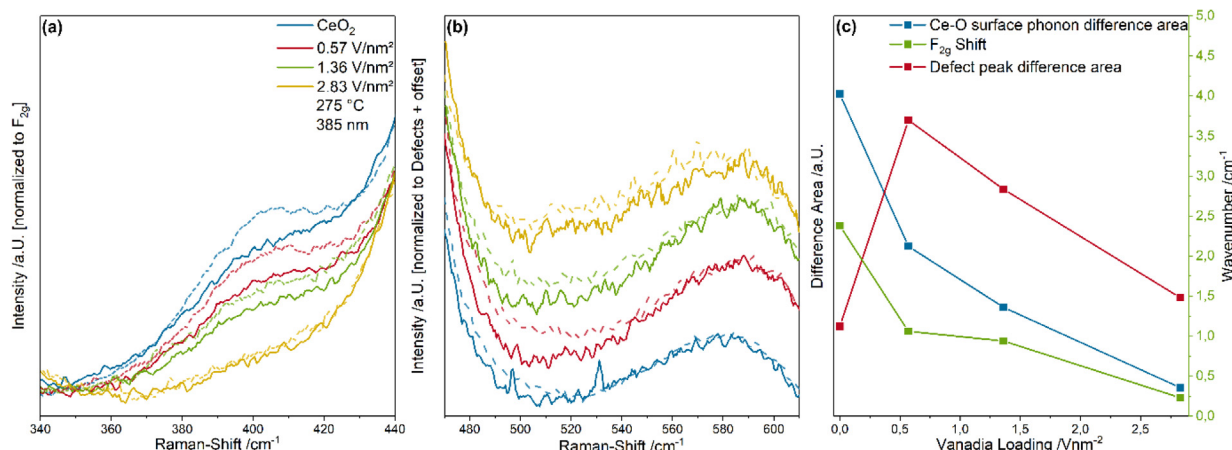 (a)
CeO₂
0.57 V/nm²
1.36 V/nm²
2.83 V/nm²
275 °C
385 nm
Intensity /a.U. [normalized to F₂g]
340 360 380 400 420 440
Raman-Shift /cm⁻¹
(b)
Intensity /a.U. [normalized to Defects + offset]
500 520 540 560 580 600
Raman-Shift /cm⁻¹
(c)
Ce-O surface phonon difference area
F₂g Shift
Defect peak difference area
Difference Area /a.U.
0,0 0,5 1,0 1,5 2,0 2,5
Vanadia Loading /Vnm⁻²
5,0
4,5
4,0
3,5
3,0
2,5
2,0
1,5
1,0
0,5
0,0
Wavenumber /cm⁻¹